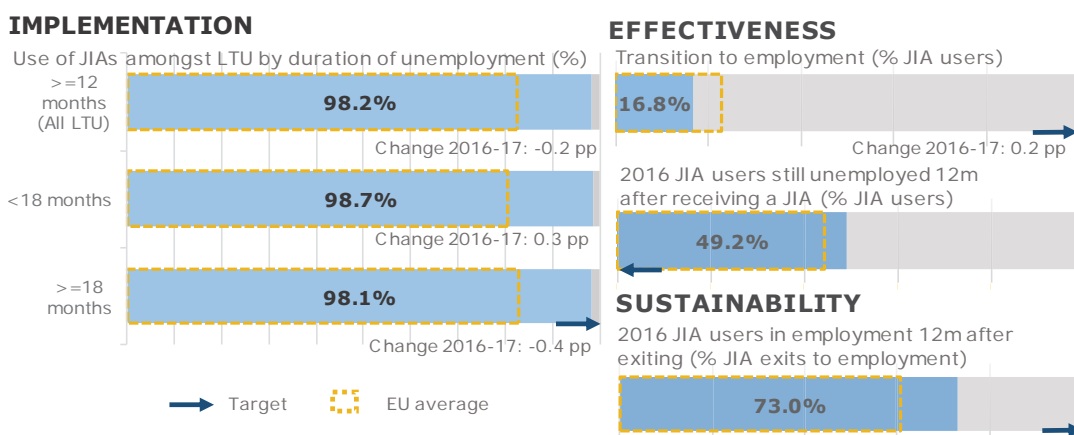 IMPLEMENTATION
Use of JIAs amongst LTU by duration of unemployment (%)
>=12
months
(All LTU)
98.2%
Change 2016-17: -0.2 pp
<18 months
98.7%
Change 2016-17: 0.3 pp
>=18
months
98.1%
Change 2016-17: -0.4 pp
Target
EU average
EFFECTIVENESS
Transition to employment (% JIA users)
16.8%
Change 2016-17: 0.2 pp
2016 JIA users still unemployed 12m
after receiving a JIA (% JIA users)
49.2%
SUSTAINABILITY
2016 JIA users in employment 12m after
exiting (% JIA exits to employment)
73.0%